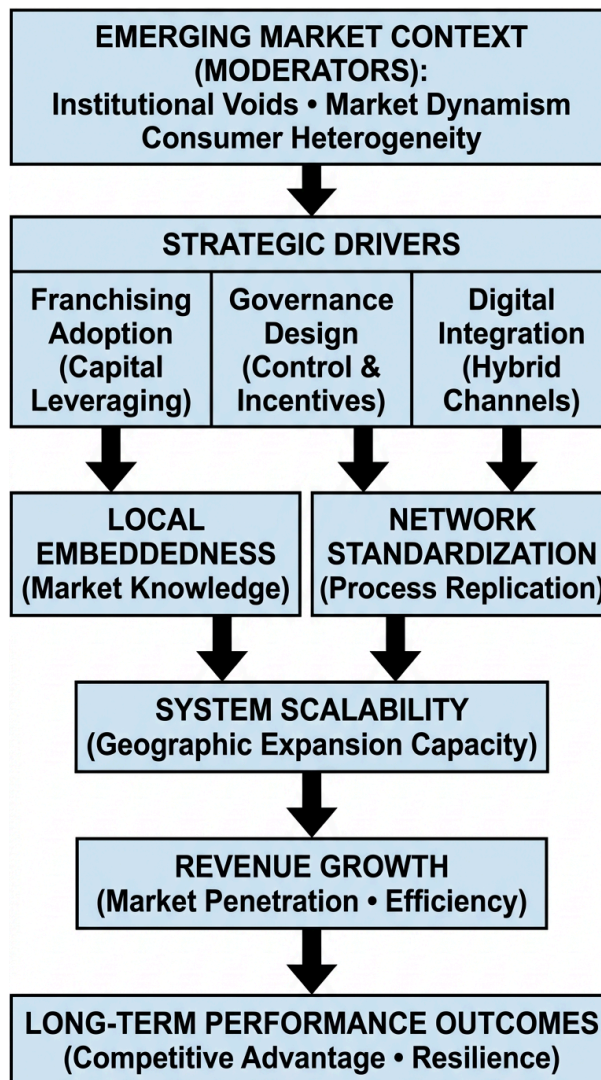 EMERGING MARKET CONTEXT
(MODERATORS):
Institutional Voids • Market Dynamism
Consumer Heterogeneity
STRATEGIC DRIVERS
Franchising
Adoption
(Capital
Leveraging)
Governance
Design
(Control &
Incentives)
Digital
Integration
(Hybrid
Channels)
LOCAL
EMBEDDEDNESS
(Market Knowledge)
NETWORK
STANDARDIZATION
(Process Replication)
SYSTEM SCALABILITY
(Geographic Expansion Capacity)
REVENUE GROWTH
(Market Penetration • Efficiency)
LONG-TERM PERFORMANCE OUTCOMES
(Competitive Advantage • Resilience)